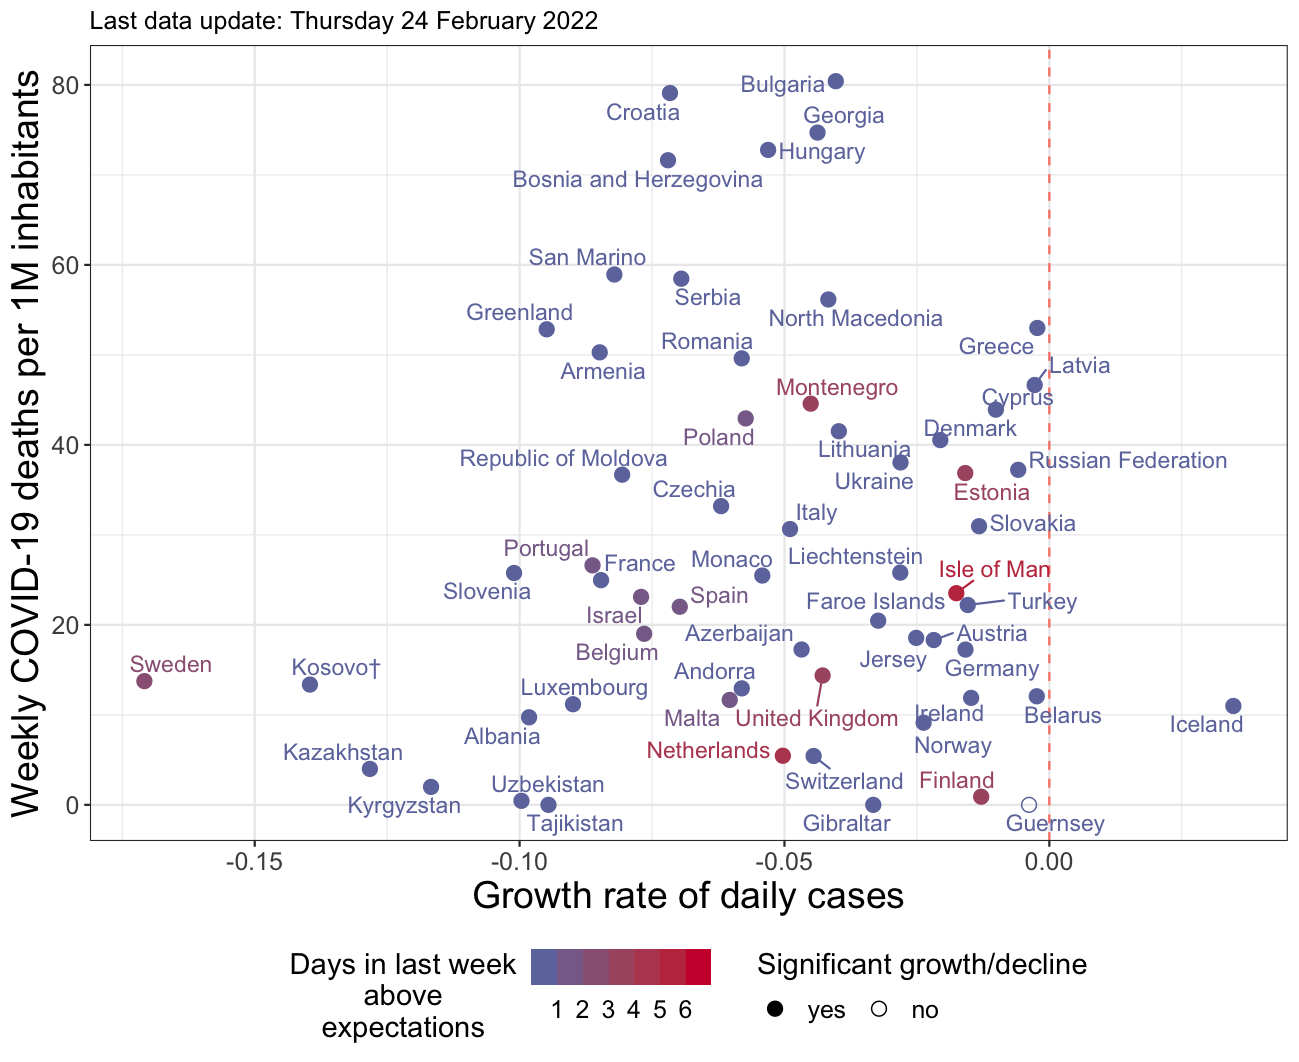 Last data update: Thursday 24 February 2022
Weekly COVID-19 deaths per 1M inhabitants
80
60
40
20
0
Bulgaria
Croatia
Georgia
Hungary
Bosnia and Herzegovina
San Marino
Serbia
Greenland
North Macedonia
Romania
Greece
Armenia
Latvia
Montenegro
Cyprus
Denmark
Poland
Lithuania
Republic of Moldova
Russian Federation
Ukraine
Czechia
Estonia
Italy
Slovakia
Portugal
France
Monaco
Liechtenstein
Isle of Man
Slovenia
Spain
Faroe Islands
Turkey
Israel
Azerbaijan
Austria
Belgium
Jersey
Sweden
Kosovo†
Andorra
Germany
Luxembourg
Malta
United Kingdom
Ireland
Belarus
Iceland
Albania
Norway
Kazakhstan
Netherlands
Uzbekistan
Switzerland
Finland
Kyrgyzstan
Tajikistan
Gibraltar
Guernsey
-0.15
-0.10
-0.05
0.00
Growth rate of daily cases
Days in last week
above
expectations
1 2 3 4 5 6
Significant growth/decline
yes
no